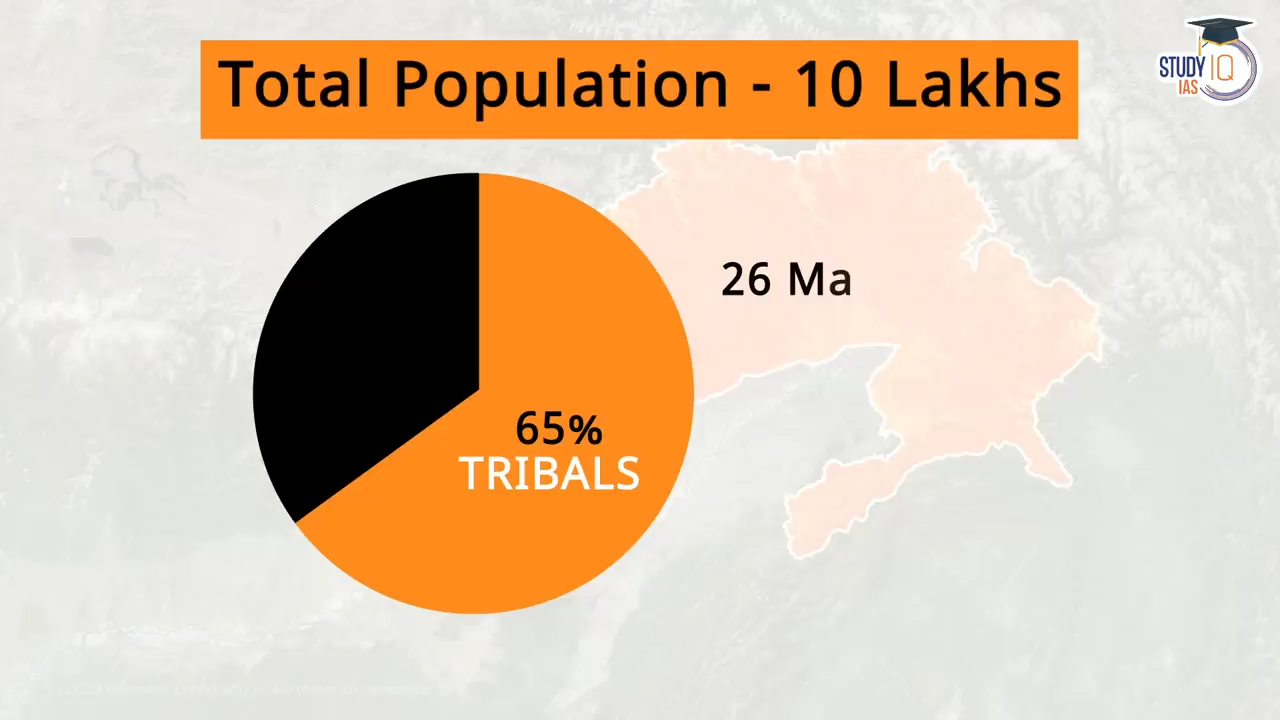 Total Population - 10 Lakhs
STUDY IQ
IAS
26 Ma
65%
TRIBALS